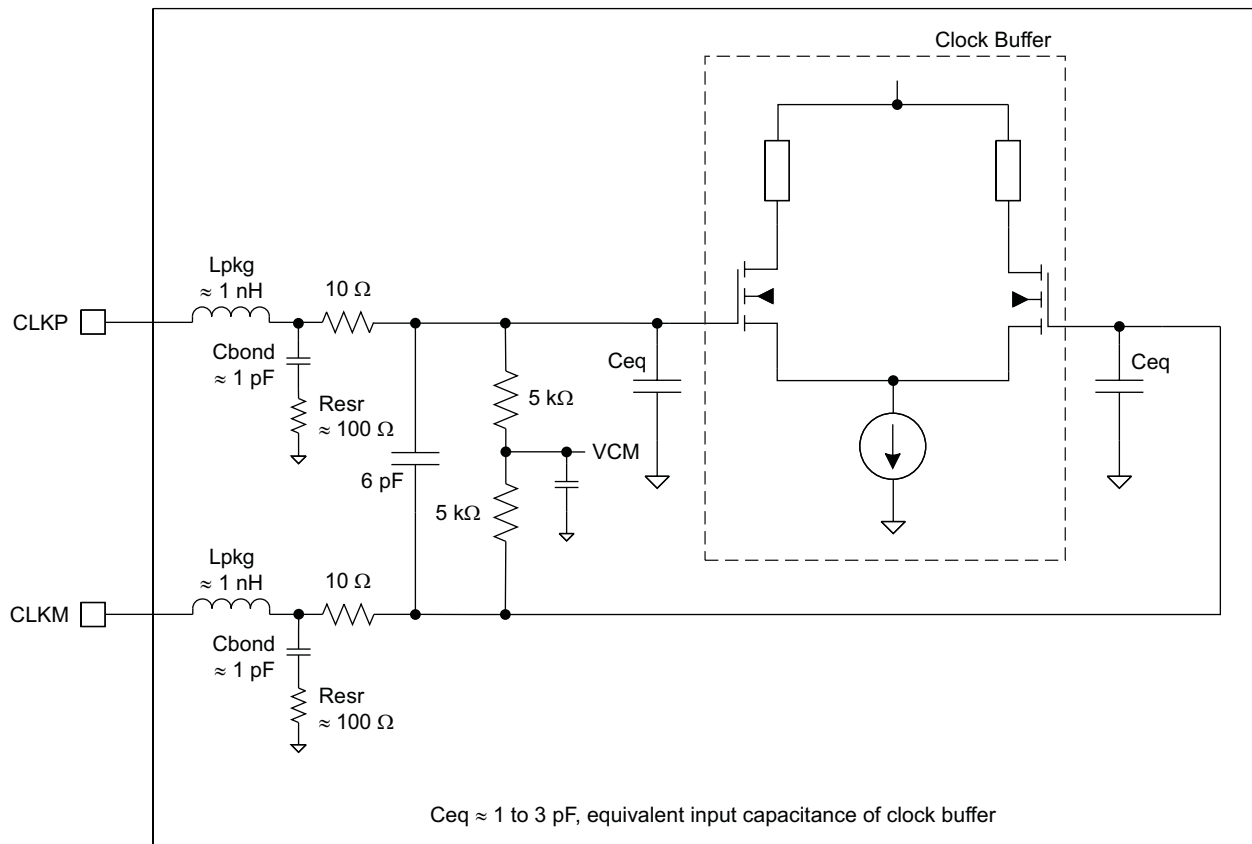 Clock Buffer
Lpkg
≈ 1 nH
10 Ω
CLKP
Cbond
≈ 1 pF
Resr
≈ 100 Ω
6 pF
5 kΩ
5 kΩ
VCM
Ceq
Ceq
Lpkg
≈ 1 nH
10 Ω
CLKM
Cbond
≈ 1 pF
Resr
≈ 100 Ω
Ceq ≈ 1 to 3 pF, equivalent input capacitance of clock buffer